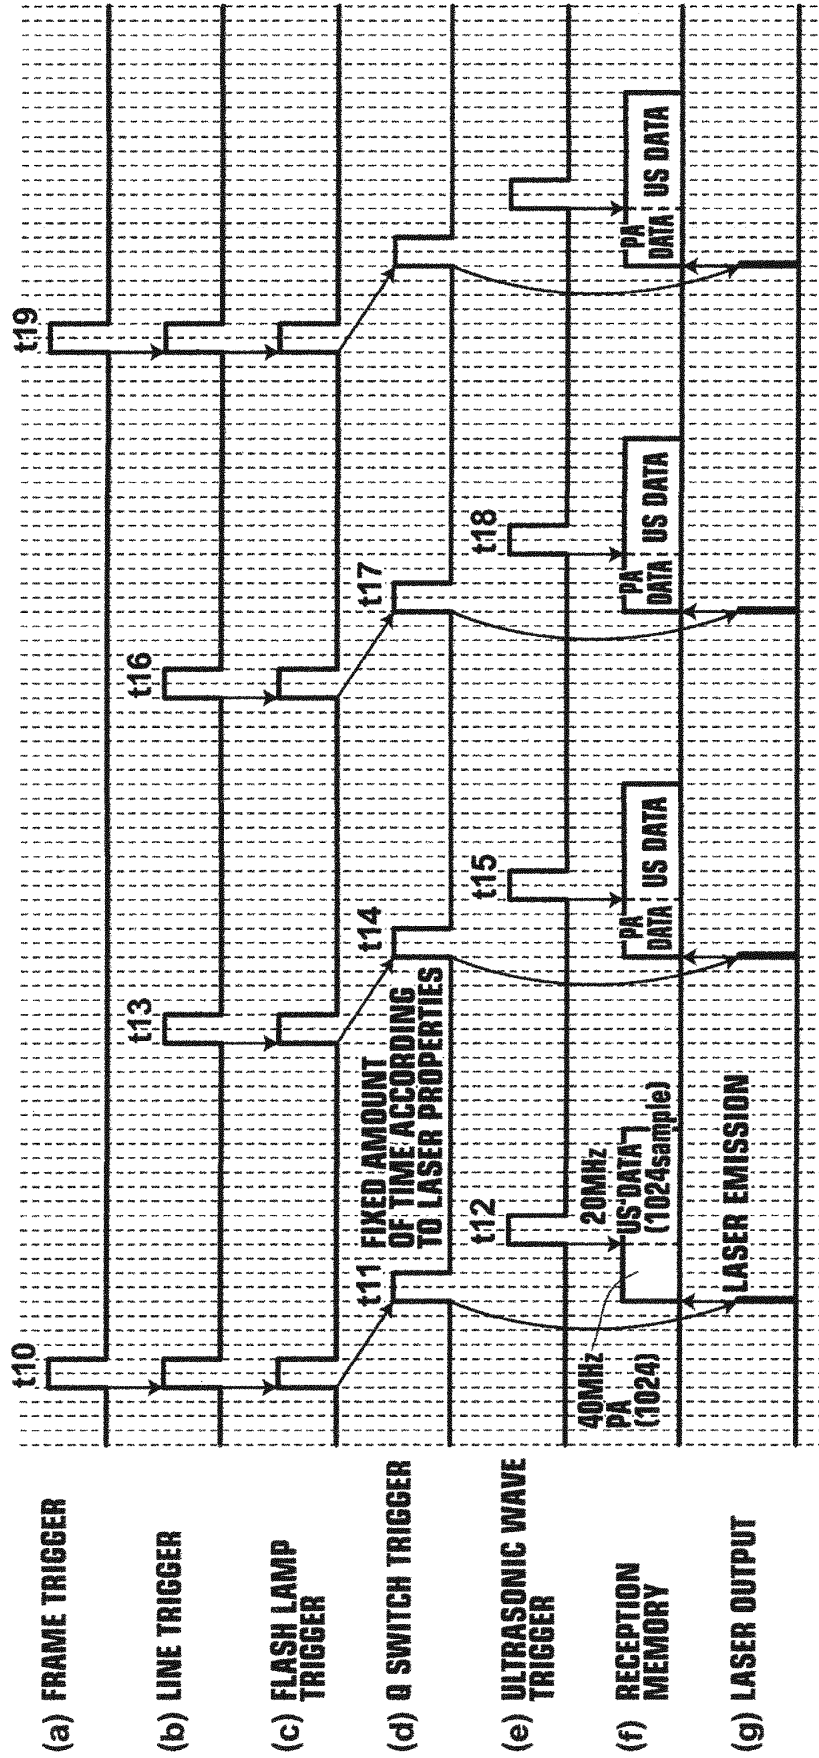 (a) FRAME TRIGGER
t10
t19
(b) LINE TRIGGER
t13
t16
(c) FLASH LAMP
TRIGGER
(d) Q SWITCH TRIGGER
t11
FIXED AMOUNT
OF TIME ACCORDING
TO LASER PROPERTIES
t14
t17
(e) ULTRASONIC WAVE
TRIGGER
t12
t15
t18
(f) RECEPTION
MEMORY
40MHz
PA
(1024)
20MHz
US DATA
(1024sample)
PA
DATA
US DATA
PA
DATA
US DATA
PA
DATA
US DATA
(g) LASER OUTPUT
LASER EMISSION